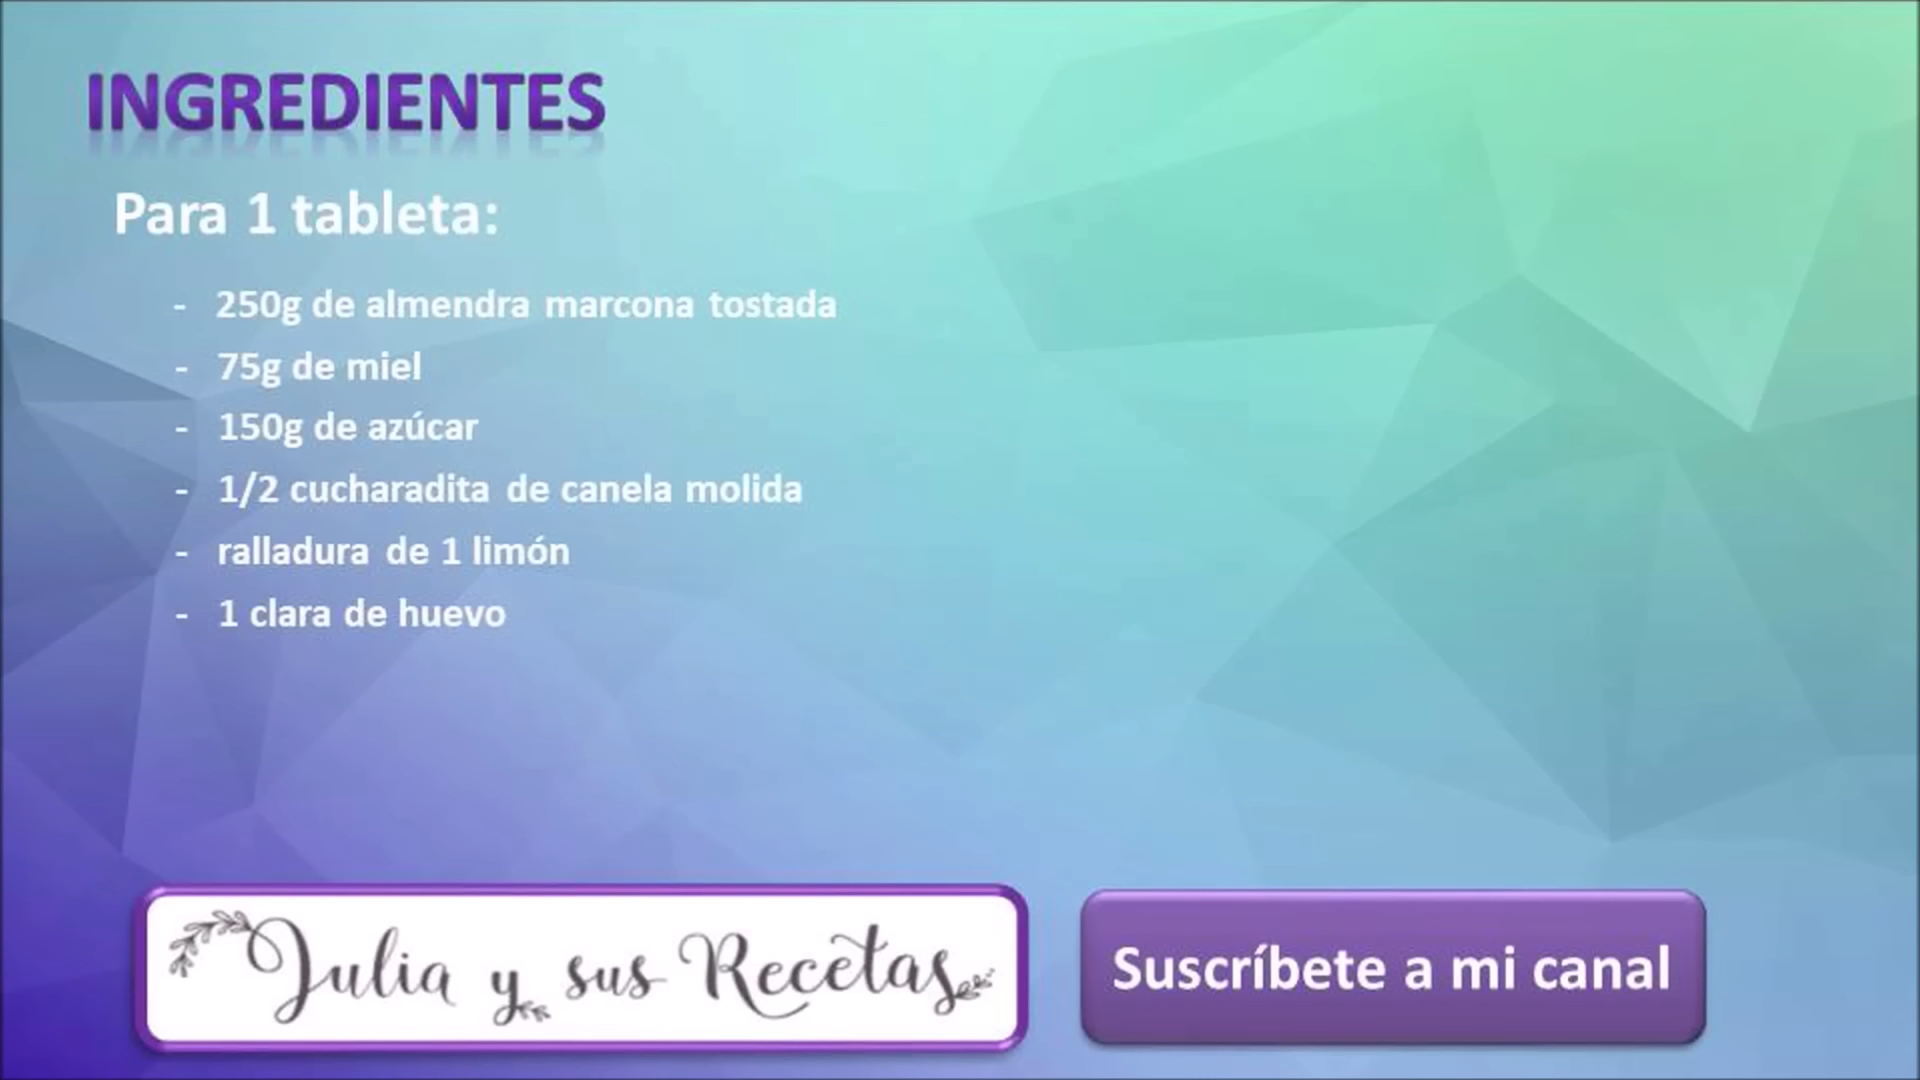 INGREDIENTES
Para 1 tableta:
- 250g de almendra marcona tostada
- 75g de miel
- 150g de azúcar
- 1/2 cucharadita de canela molida
- ralladura de 1 limón
- 1 clara de huevo
Julia y sus Recetas
Suscríbete a mi canal